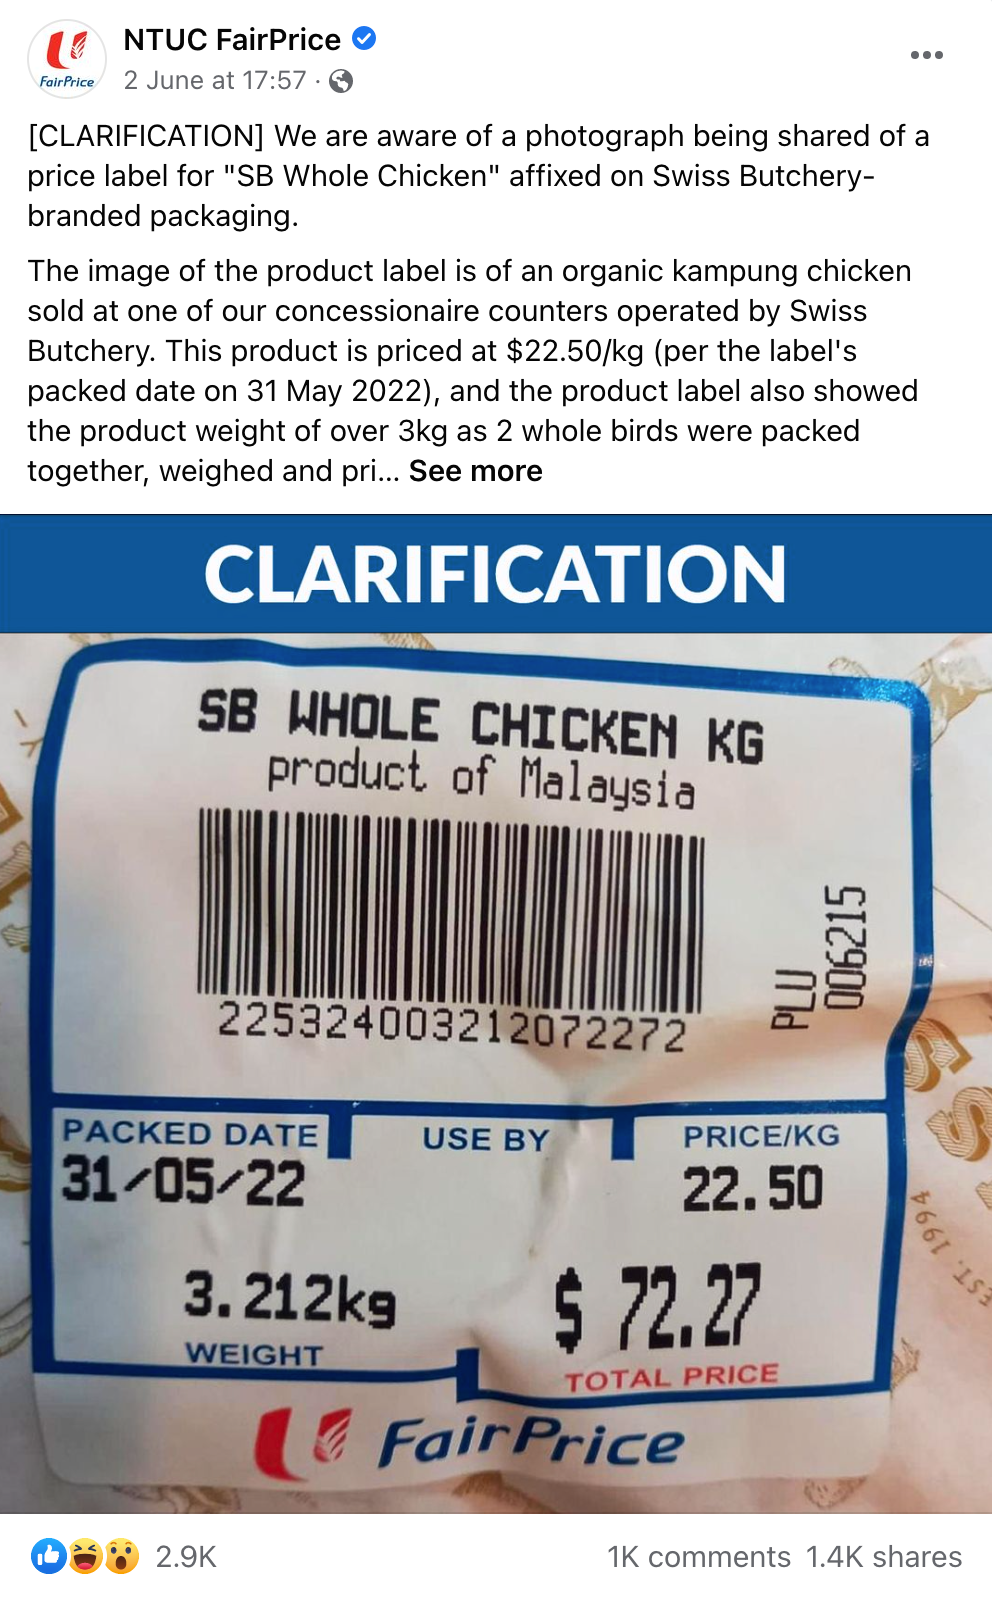 NTUC FairPrice
FairPrice
2 June at 17:57 ·
[CLARIFICATION] We are aware of a photograph being shared of a
price label for "SB Whole Chicken" affixed on Swiss Butchery-
branded packaging.
The image of the product label is of an organic kampung chicken
sold at one of our concessionaire counters operated by Swiss
Butchery. This product is priced at $22.50/kg (per the label's
packed date on 31 May 2022), and the product label also showed
the product weight of over 3kg as 2 whole birds were packed
together, weighed and pri... See more
CLARIFICATION
SB WHOLE CHICKEN KG
product of Malaysia
225324003212072272
PLU
006215
PACKED DATE
31/05/22
USE BY
PRICE/KG
22.50
3.212kg
WEIGHT
$ 72.27
TOTAL PRICE
FairPrice
EST. 1994
2.9K
1K comments 1.4K shares